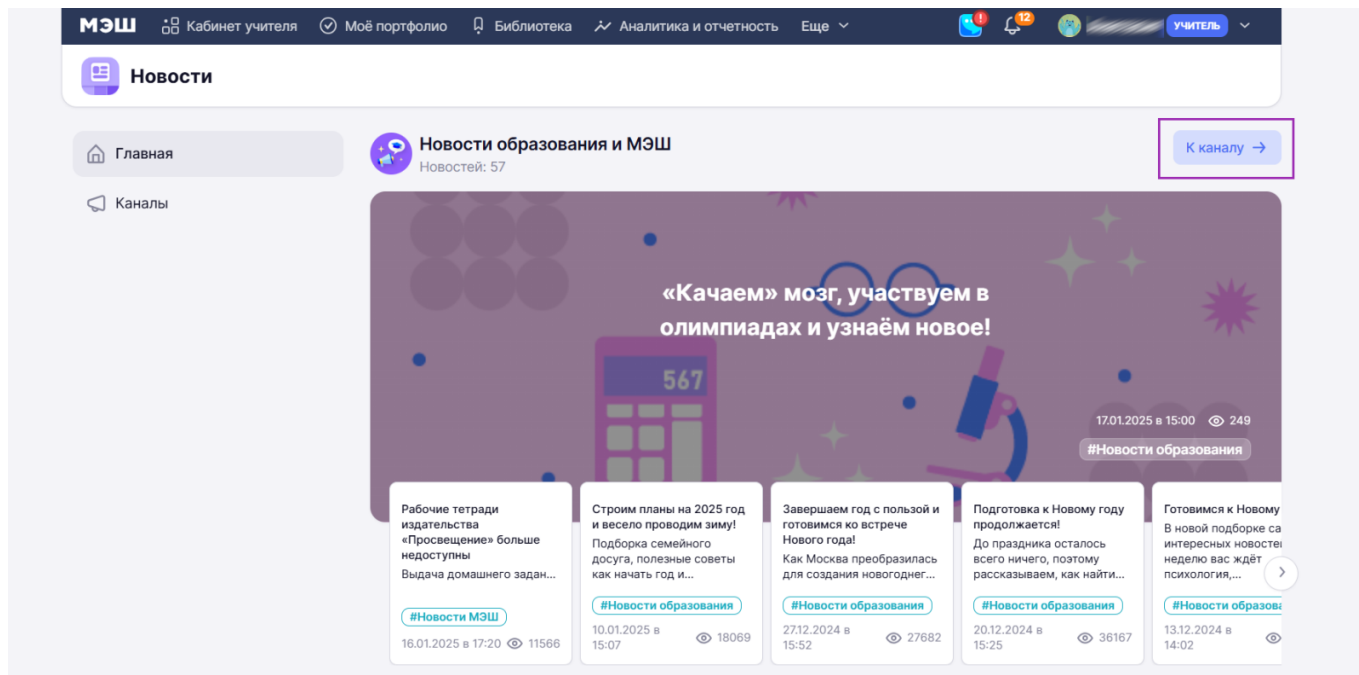 МЭШ Кабинет учителя Моё портфолио Библиотека Аналитика и отчетность Еще ! 12 УЧИТЕЛЬ
Новости
Главная
Каналы
Новости образования и МЭШ
Новостей: 57
К каналу →
«Качаем» мозг, участвуем в
олимпиадах и узнаём новое!
567
17.01.2025 в 15:00 249
#Новости образования
Рабочие тетради
издательства
«Просвещение» больше
недоступны
Выдача домашнего задан...
#Новости МЭШ
16.01.2025 в 17:20 11566
Строим планы на 2025 год
и весело проводим зиму!
Подборка семейного
досуга, полезные советы
как начать год и...
#Новости образования
10.01.2025 в
15:07
18069
Завершаем год с пользой и
готовимся ко встрече
Нового года!
Как Москва преобразилась
для создания новогоднег...
#Новости образования
27.12.2024 в
15:52
27682
Подготовка к Новому году
продолжается!
До праздника осталось
всего ничего, поэтому
рассказываем, как найти...
#Новости образования
20.12.2024 в
15:25
36167
Готовимся к Новому
В новой подборке са
интересных новостей
неделю вас ждёт
психология,...
#Новости образова
13.12.2024 в
14:02